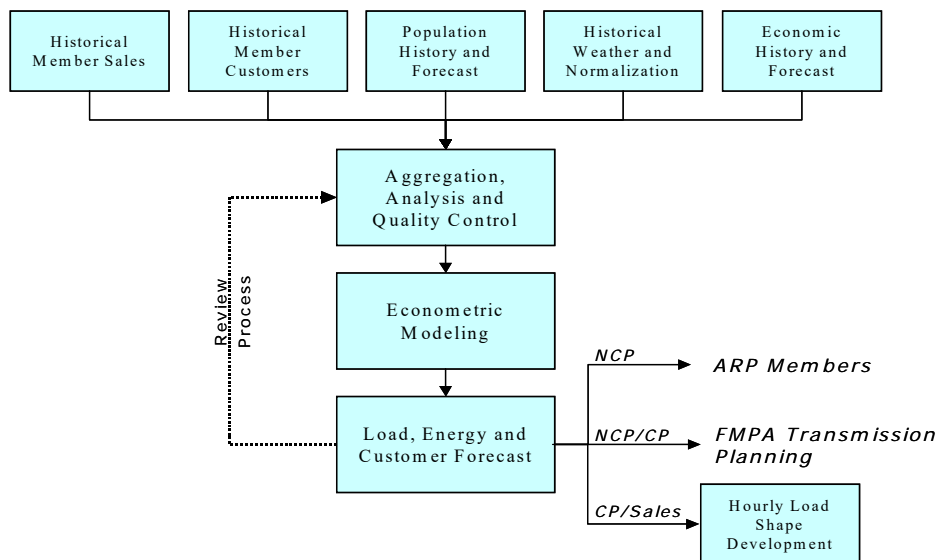 Historical
Member Sales
Historical
Member
Customers
Population
History and
Forecast
Historical
Weather and
Normalization
Economic
History and
Forecast
Aggregation,
Analysis and
Quality Control
Econometric
Modeling
Review
Process
Load, Energy and
Customer Forecast
NCP
ARP Members
NCP/CP
FMPA Transmission
Planning
CP/Sales
Hourly Load
Shape
Development